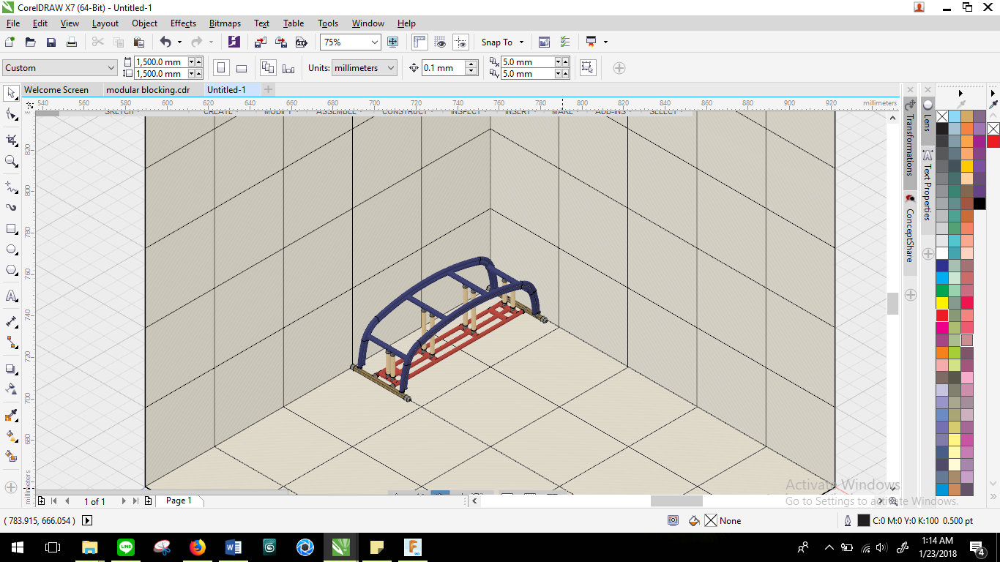 CorelDRAW X7 (64-Bit) - Untitled-1
File Edit View Layout Object Effects Bitmaps Text Table Tools Window Help
75% Snap To
Custom 1,500.0 mm 1,500.0 mm Units: millimeters 0.1 mm 5.0 mm 5.0 mm
Welcome Screen modular blocking.cdr Untitled-1
540 560 580 600 620 640 660 680 700 720 740 760 780 800 820 840 860 880 900 920 millimeters
SKETCH CREATE MODIFY ASSEMBLE CONSTRUCT INSPECT INSERT MAKE ADD-INS SELECT
820
800
780
760
740
720
700
680
millimeters
Transformations
ConceptShare
Lens
Text Properties
Activate Windows
Go to Settings to activate Windows.
1 of 1 Page 1
( 783.915, 666.054 ) None C:0 M:0 Y:0 K:100 0.500 pt
LINE
1:14 AM
1/23/2018
4